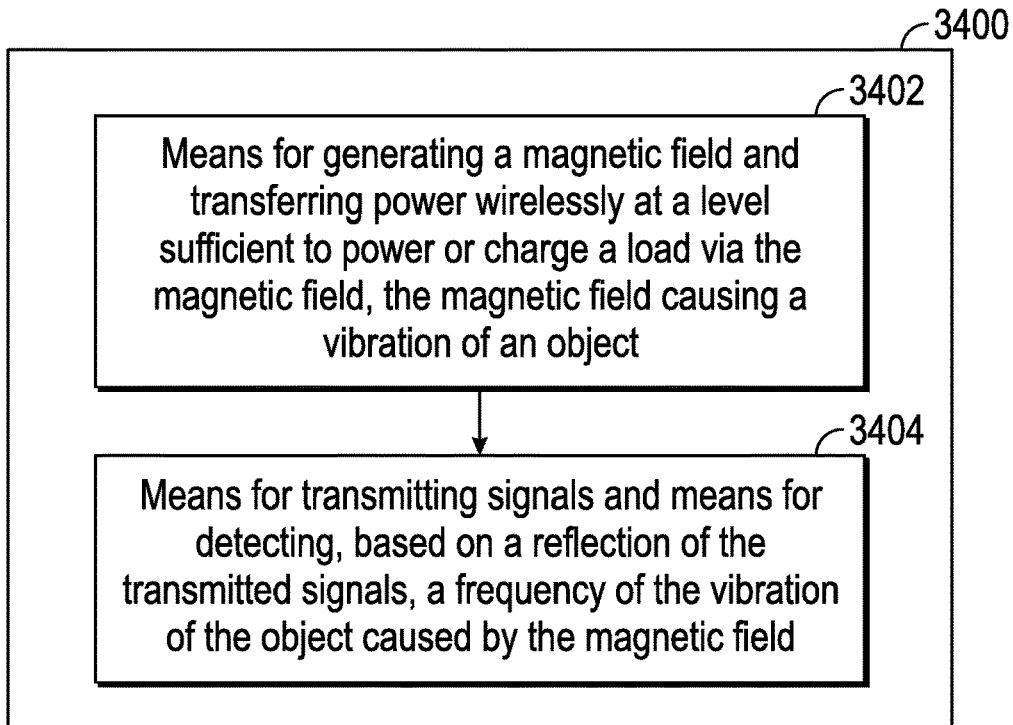 3400
3402
Means for generating a magnetic field and
transferring power wirelessly at a level
sufficient to power or charge a load via the
magnetic field, the magnetic field causing a
vibration of an object
3404
Means for transmitting signals and means for
detecting, based on a reflection of the
transmitted signals, a frequency of the vibration
of the object caused by the magnetic field